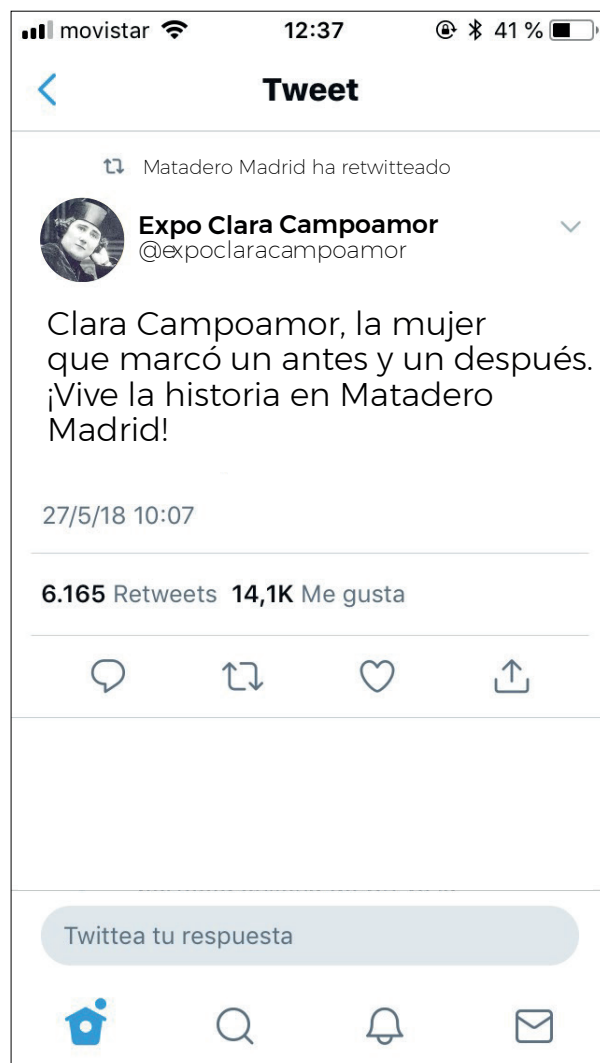 movistar 12:37 41 %
Tweet
Matadero Madrid ha retwitteado
Expo Clara Campoamor
@expoclaracampoamor
Clara Campoamor, la mujer
que marcó un antes y un después.
¡Vive la historia en Matadero
Madrid!
27/5/18 10:07
6.165 Retweets 14,1K Me gusta
Twittea tu respuesta